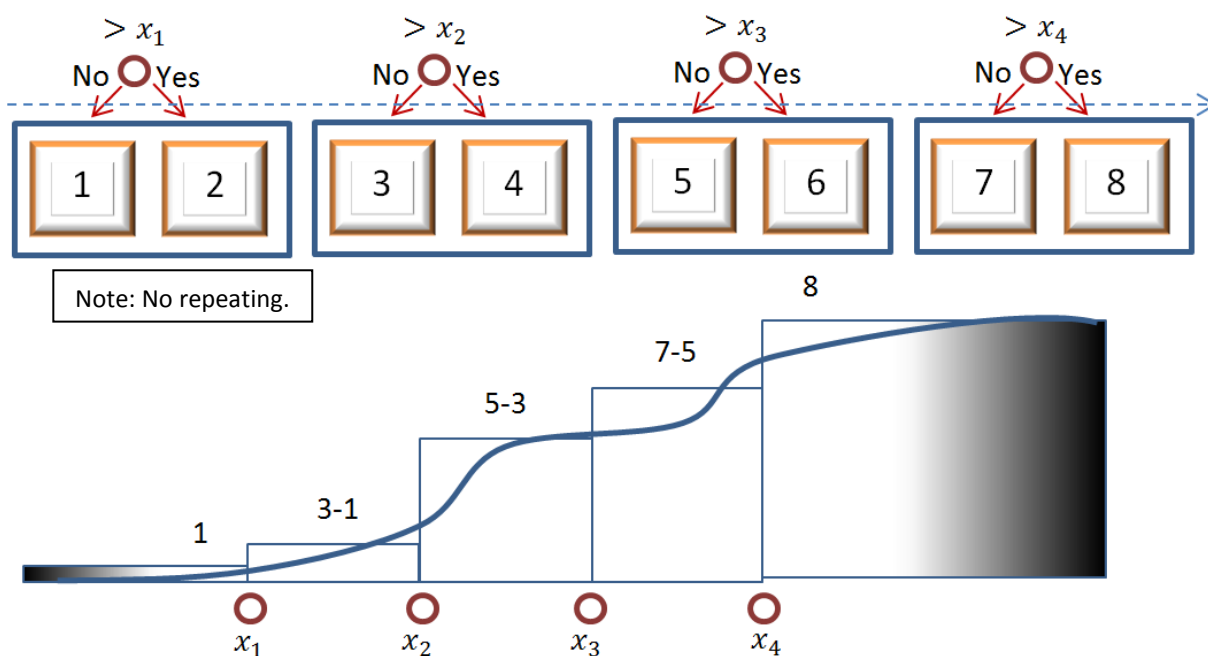 > x₁ > x₂ > x₃ > x₄
No Yes No Yes No Yes No Yes
1 2 3 4 5 6 7 8
Note: No repeating.
8
7-5
5-3
3-1
1
x₁ x₂ x₃ x₄